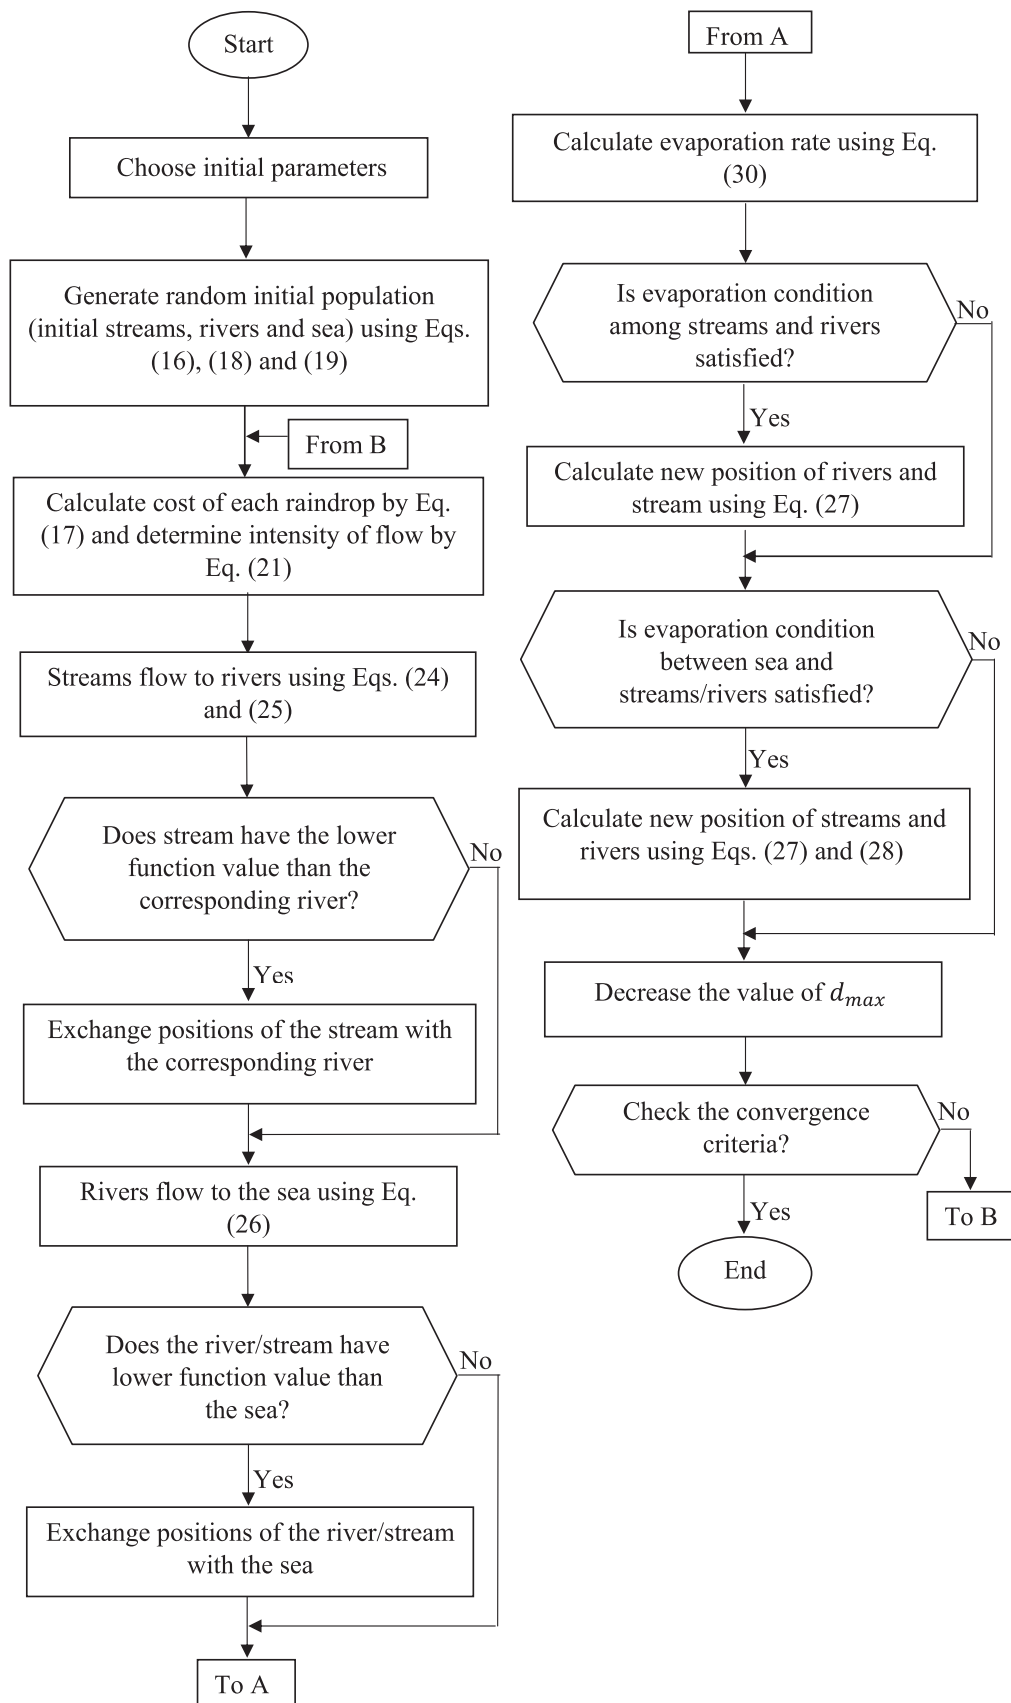 Start
Choose initial parameters
Generate random initial population
(initial streams, rivers and sea) using Eqs.
(16), (18) and (19)
From B
Calculate cost of each raindrop by Eq.
(17) and determine intensity of flow by
Eq. (21)
Streams flow to rivers using Eqs. (24)
and (25)
Does stream have the lower
function value than the
corresponding river?
No
Yes
Exchange positions of the stream with
the corresponding river
Rivers flow to the sea using Eq.
(26)
Does the river/stream have
lower function value than
the sea?
No
Yes
Exchange positions of the river/stream
with the sea
To A
From A
Calculate evaporation rate using Eq.
(30)
Is evaporation condition
among streams and rivers
satisfied?
No
Yes
Calculate new position of rivers and
stream using Eq. (27)
Is evaporation condition
between sea and
streams/rivers satisfied?
No
Yes
Calculate new position of streams and
rivers using Eqs. (27) and (28)
Decrease the value of d_max
Check the convergence
criteria?
No
To B
Yes
End